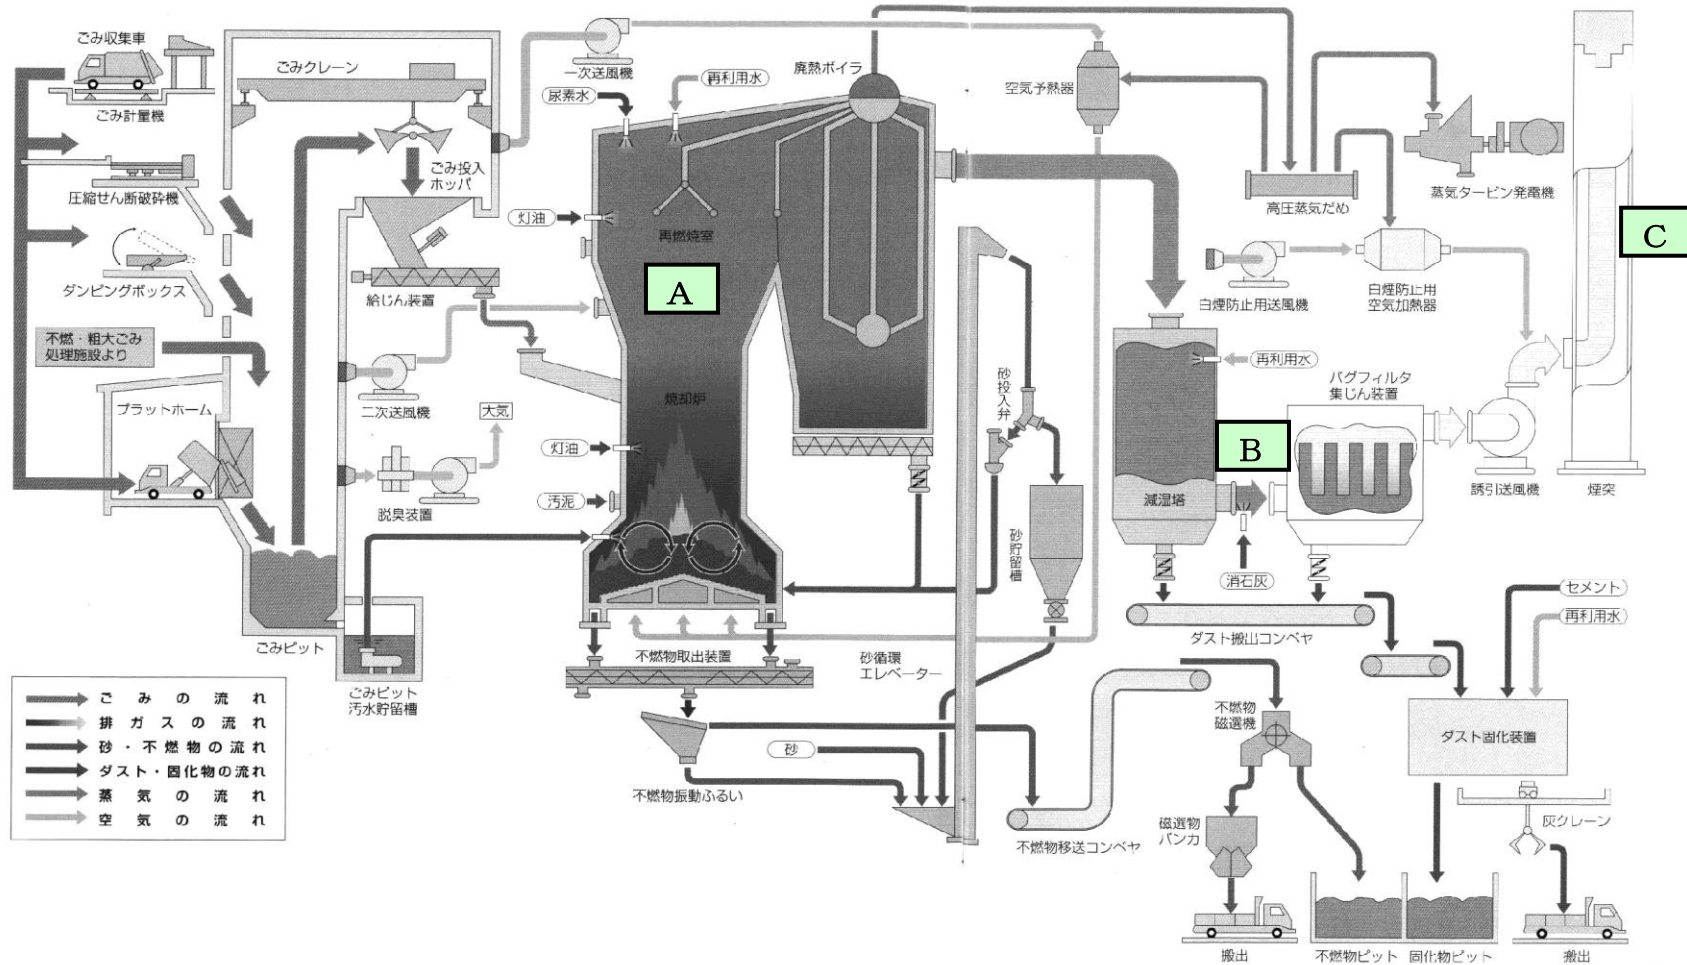 ごみ収集車
ごみ計量機
圧縮せん断破砕機
ダンピングボックス
不燃・粗大ごみ
処理施設より
プラットホーム
ごみクレーン
ごみ投入
ホッパ
給じん装置
二次送風機
大気
脱臭装置
ごみピット
ごみピット
汚水貯留槽
一次送風機
尿素水
再利用水
廃熱ボイラ
灯油
再燃焼室
A
焼却炉
灯油
汚泥
不燃物取出装置
不燃物振動ふるい
砂
砂循環
エレベーター
砂投入弁
砂貯留槽
空気予熱器
高圧蒸気だめ
蒸気タービン発電機
白煙防止用送風機
白煙防止用
空気加熱器
C
再利用水
減湿塔
B
消石灰
バグフィルタ
集じん装置
誘引送風機
煙突
ダスト搬出コンベヤ
セメント
再利用水
ダスト固化装置
不燃物移送コンベヤ
不燃物
磁選機
磁選物
バンカ
灰クレーン
搬出
不燃物ピット
固化物ピット
搬出
ごみの流れ
排ガスの流れ
砂・不燃物の流れ
ダスト・固化物の流れ
蒸気の流れ
空気の流れ